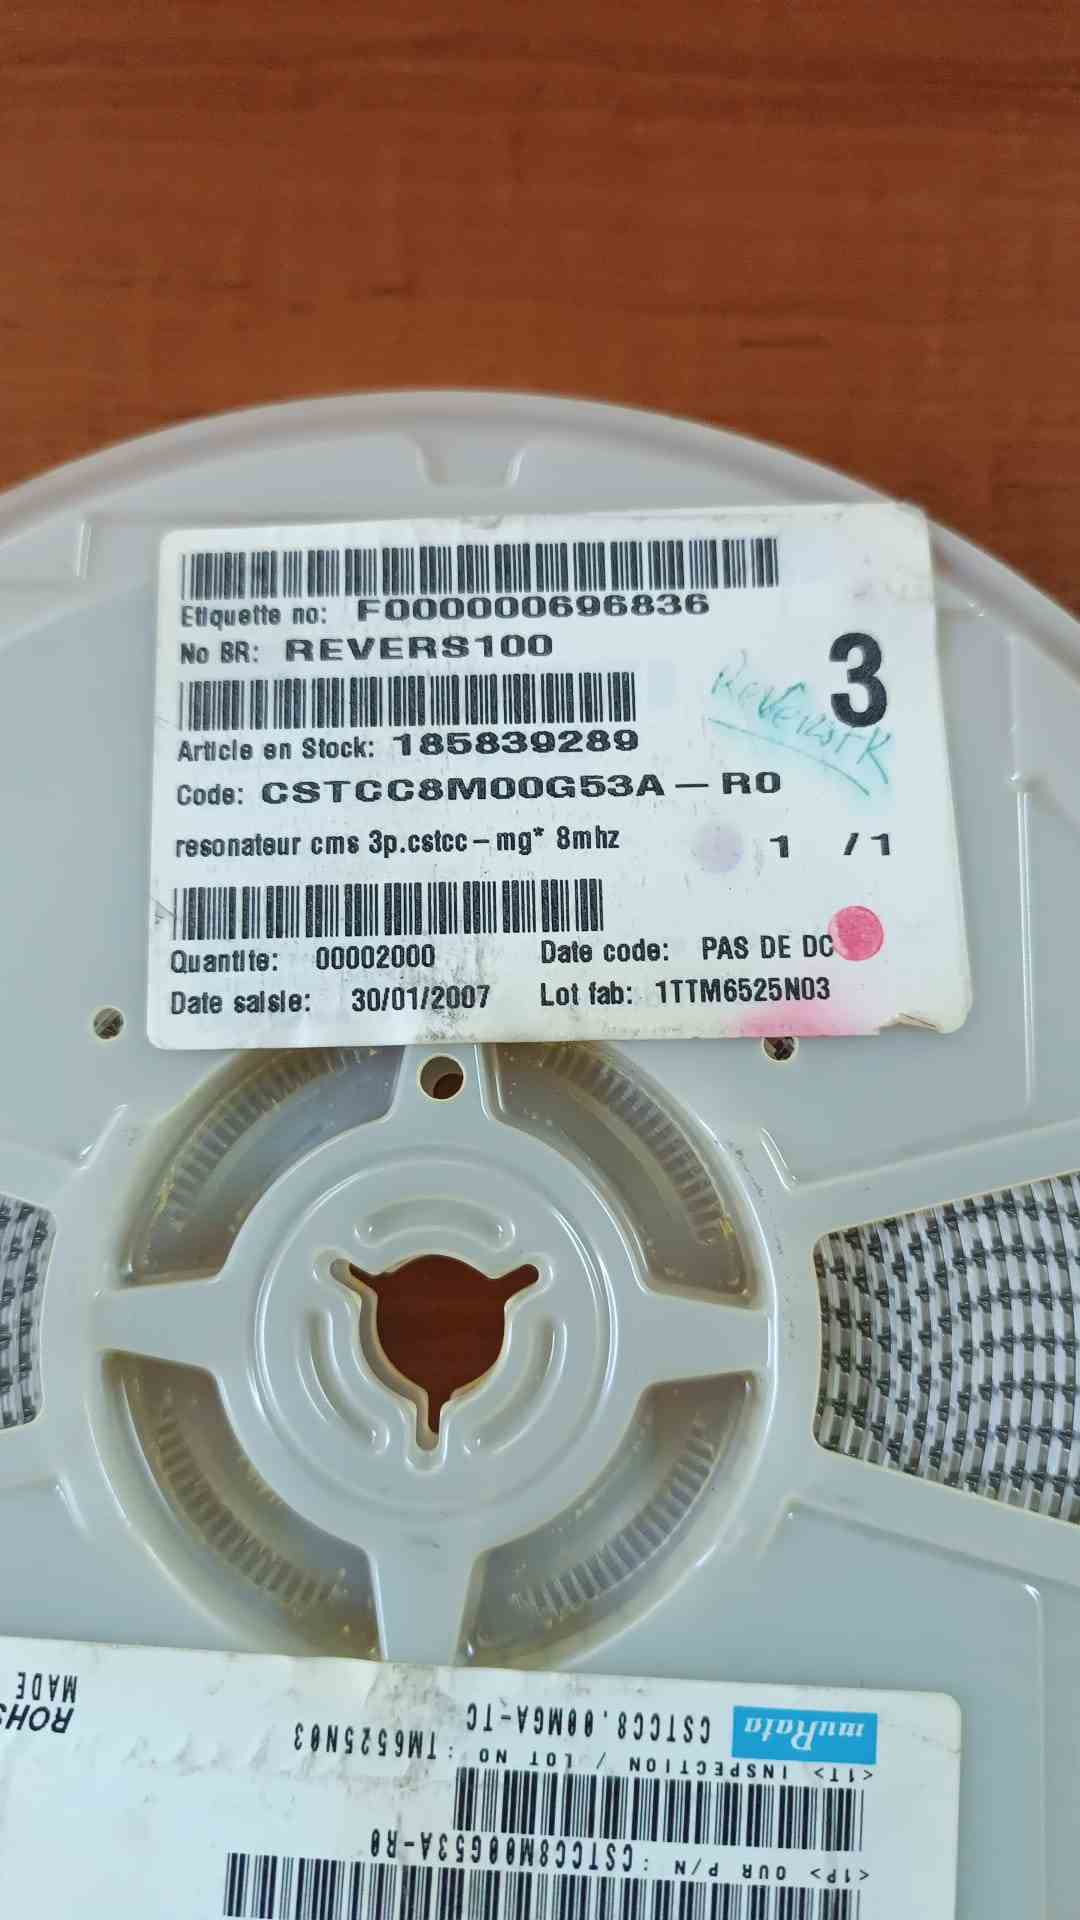 Etiquette no: F000000696836
No BR: REVERS100
3
Reverstk
Article en Stock: 185839289
Code: CSTCC8M00G53A-R0
resonateur cms 3p.cstcc-mg* 8mhz
1 /1
Quantite: 00002000
Date code: PAS DE DC
Date saisie: 30/01/2007
Lot fab: 1TTM6525N03
muRata
CSTCC8.00MGA-TC
<1T> INSPECTION / LOT NO : TM6525N03
<1P> OUR P/N : CSTCC8M00G53A-R0
ROHS
MADE